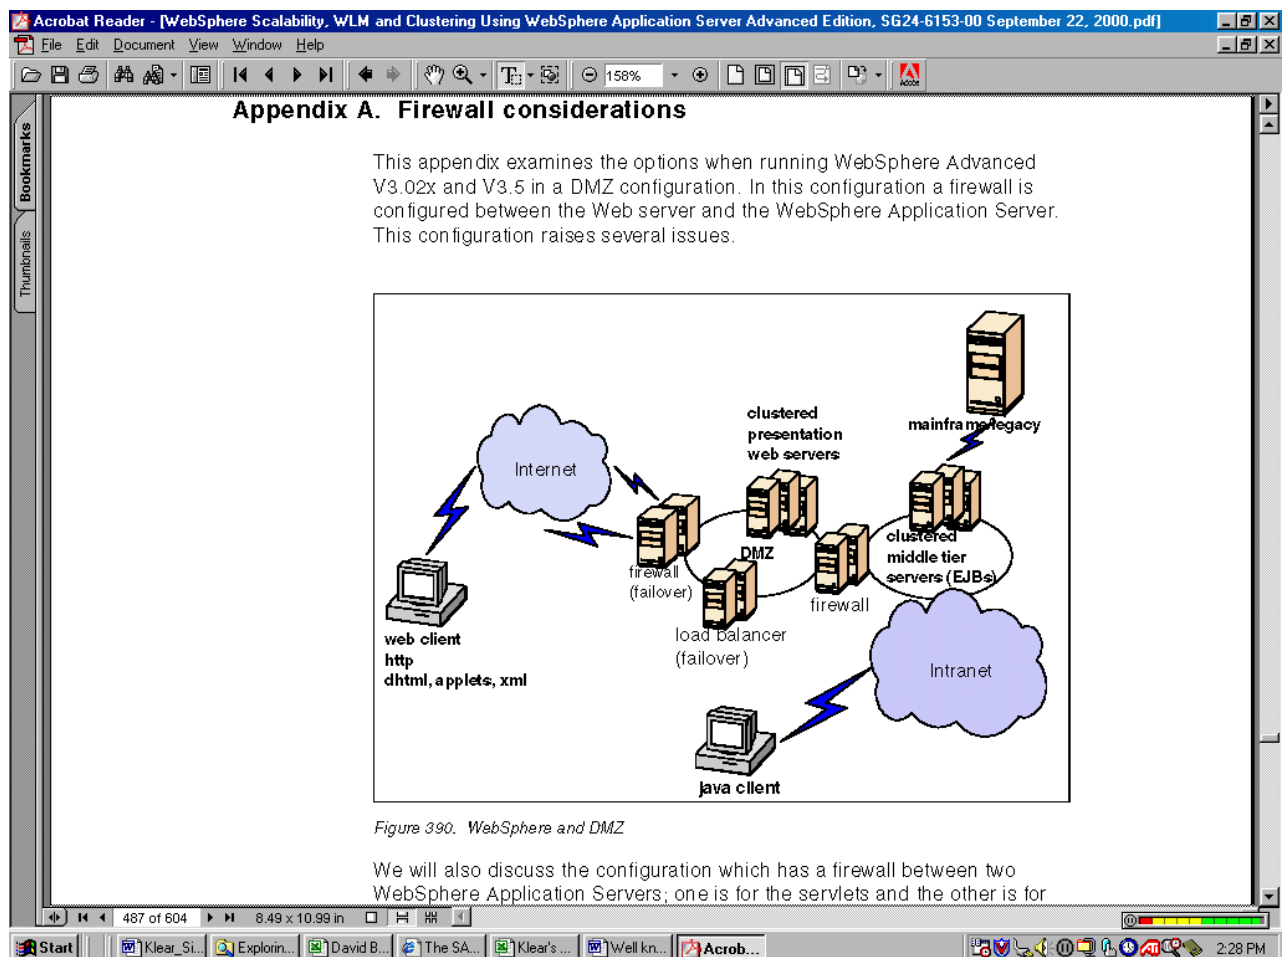 Acrobat Reader - [WebSphere Scalability, WLM and Clustering Using WebSphere Application Server Advanced Edition, SG24-6153-00 September 22, 2000.pdf]
File Edit Document View Window Help
158%
Adobe
Bookmarks
Thumbnails
Appendix A. Firewall considerations
This appendix examines the options when running WebSphere Advanced
V3.02x and V3.5 in a DMZ configuration. In this configuration a firewall is
configured between the Web server and the WebSphere Application Server.
This configuration raises several issues.
clustered
presentation
web servers
mainframe/legacy
Internet
DMZ
clustered
middle tier
servers (EJBs)
firewall
(failover)
firewall
load balancer
(failover)
web client
http
dhtml, applets, xml
Intranet
java client
Figure 390. WebSphere and DMZ
We will also discuss the configuration which has a firewall between two
WebSphere Application Servers; one is for the servlets and the other is for
487 of 604 8.49 x 10.99 in
Start Klear_Si... Explorin... David B... The SA... Klear's ... Well kn... Acrob... 2:28 PM